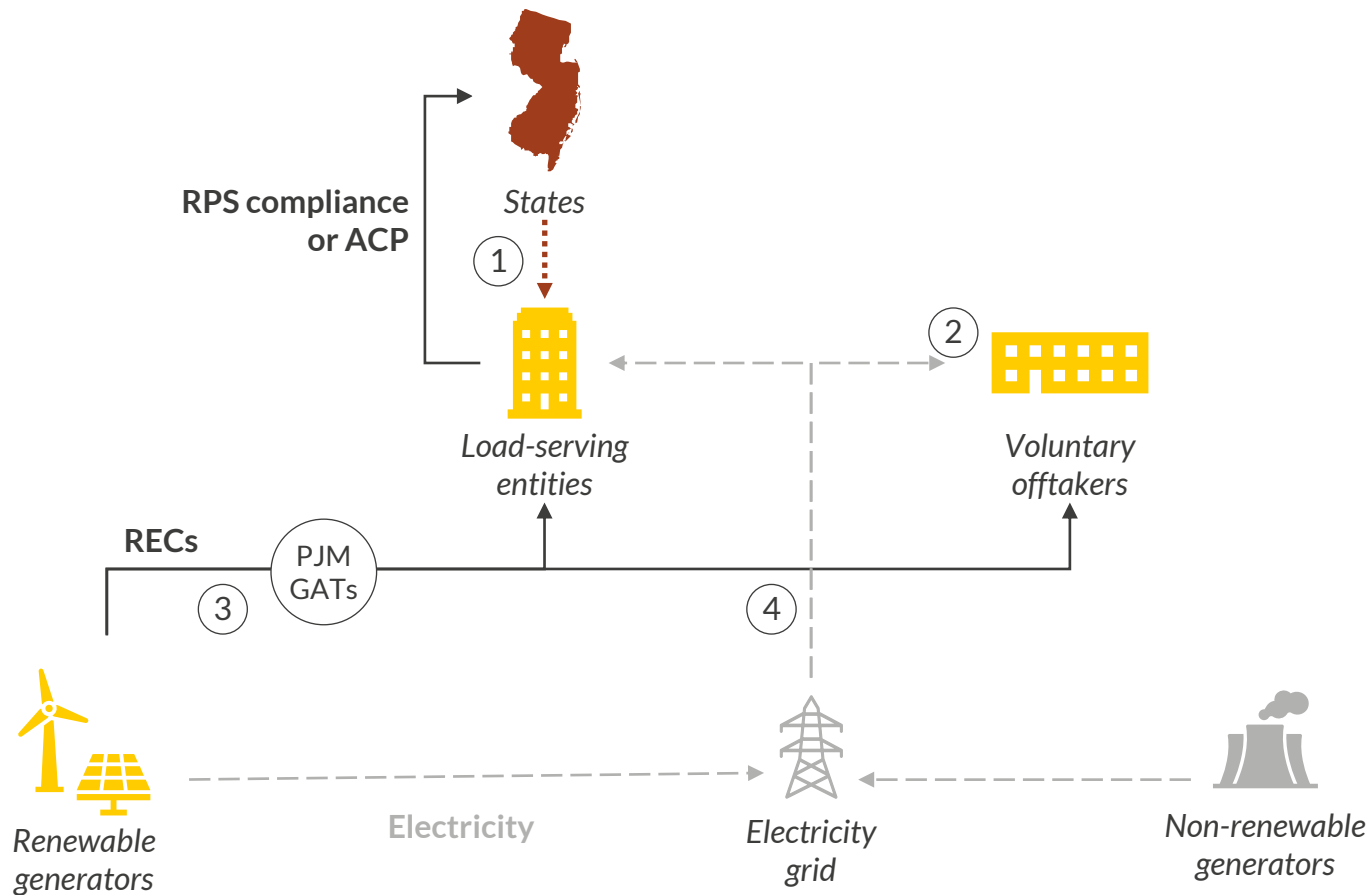 RPS compliance
or ACP
States
1
2
Load-serving
entities
Voluntary
offtakers
RECs
PJM
GATs
3
4
Electricity
Renewable
generators
Electricity
grid
Non-renewable
generators